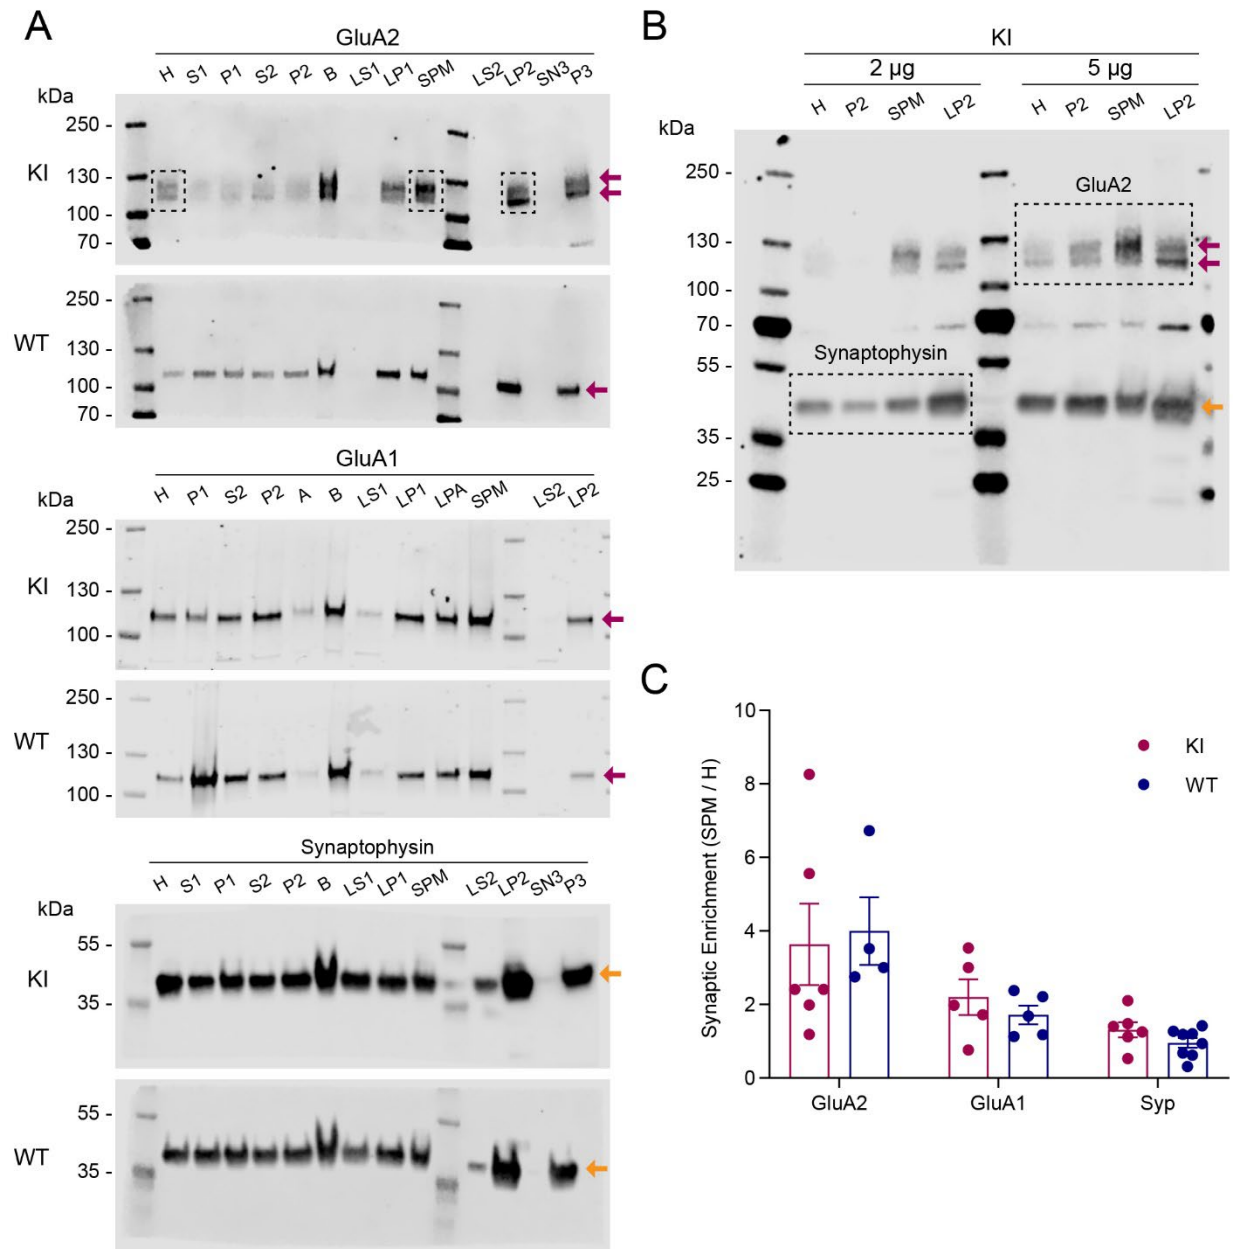 A
GluA2
H S1 P1 S2 P2 B LS1 LP1 SPM LS2 LP2 SN3 P3
kDa
250 -
KI
130 -
100 -
70 -
250 -
WT
130 -
100 -
70 -
GluA1
H P1 S2 P2 A B LS1 LP1 LPA SPM LS2 LP2
kDa
250 -
KI
130 -
100 -
250 -
WT
130 -
100 -
Synaptophysin
H S1 P1 S2 P2 B LS1 LP1 SPM LS2 LP2 SN3 P3
kDa
55 -
KI
35 -
55 -
WT
35 -
B
KI
2 µg 5 µg
H P2 SPM LP2 H P2 SPM LP2
kDa
250 -
GluA2
130 -
100 -
70 -
Synaptophysin
55 -
35 -
25 -
C
Synaptic Enrichment (SPM / H)
10
8
6
4
2
0
KI
WT
GluA2 GluA1 Syp